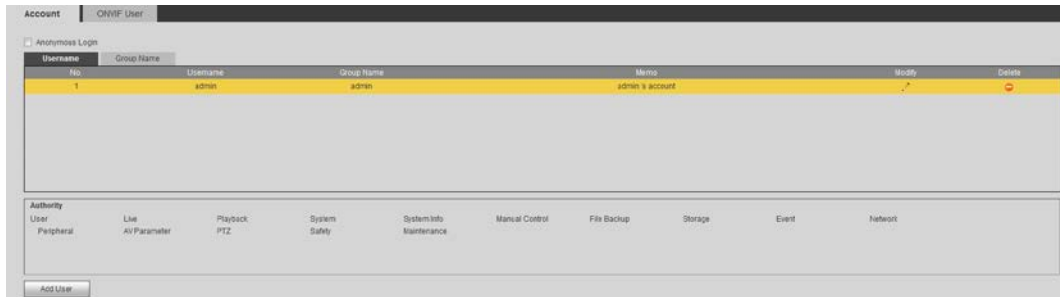 Account ONVIF User
Anonymoss Login
Username Group Name
No. Username Group Name Memo Modify Delete
1 admin admin admin 's account
Authority
User Live Playback System System Info Manual Control File Backup Storage Event Network
Peripheral AV Parameter PTZ Safety Maintenance
Add User